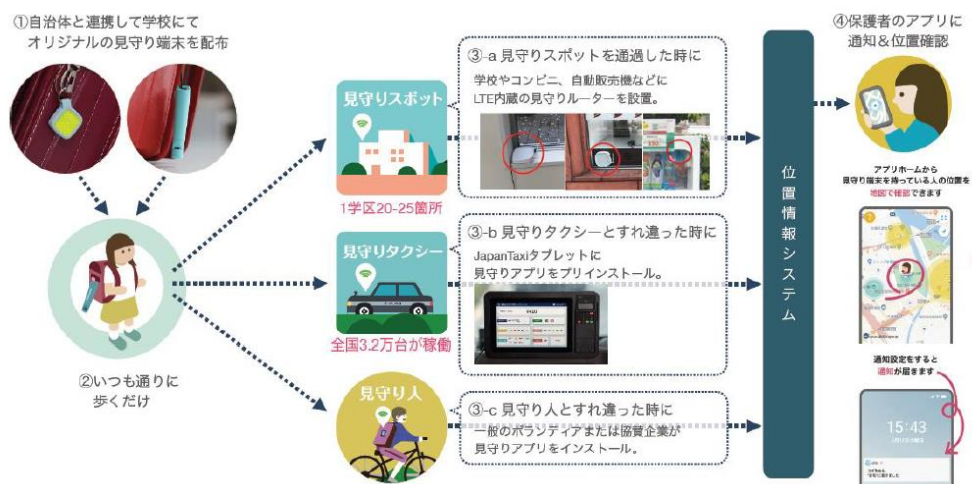 ①自治体と連携して学校にて
オリジナルの見守り端末を配布
②いつも通りに
歩くだけ
見守りスポット
1学区20-25箇所
③-a 見守りスポットを通過した時に
学校やコンビニ、自動販売機などに
LTE内蔵の見守りルーターを設置。
見守りタクシー
全国3.2万台が稼働
③-b 見守りタクシーとすれ違った時に
JapanTaxiタブレットに
見守りアプリをプリインストール。
見守り人
③-c 見守り人とすれ違った時に
一般のボランティアまたは協賛企業が
見守りアプリをインストール。
位置情報システム
④保護者のアプリに
通知&位置確認
アプリホームから
見守り端末を持っている人の位置を
地図で確認できます
通知設定をすると
通知が届きます
15:43